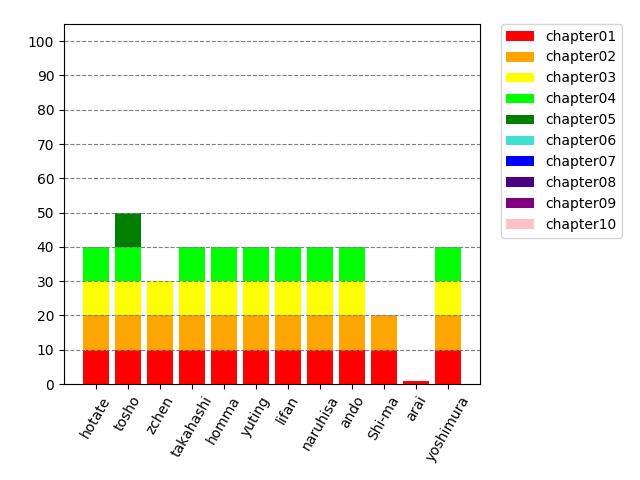 100
90
80
70
60
50
40
30
20
10
0
hotate
tosho
zchen
takahashi
homma
yuting
lifan
naruhisa
ando
Shi-ma
arai
yoshimura
chapter01
chapter02
chapter03
chapter04
chapter05
chapter06
chapter07
chapter08
chapter09
chapter10